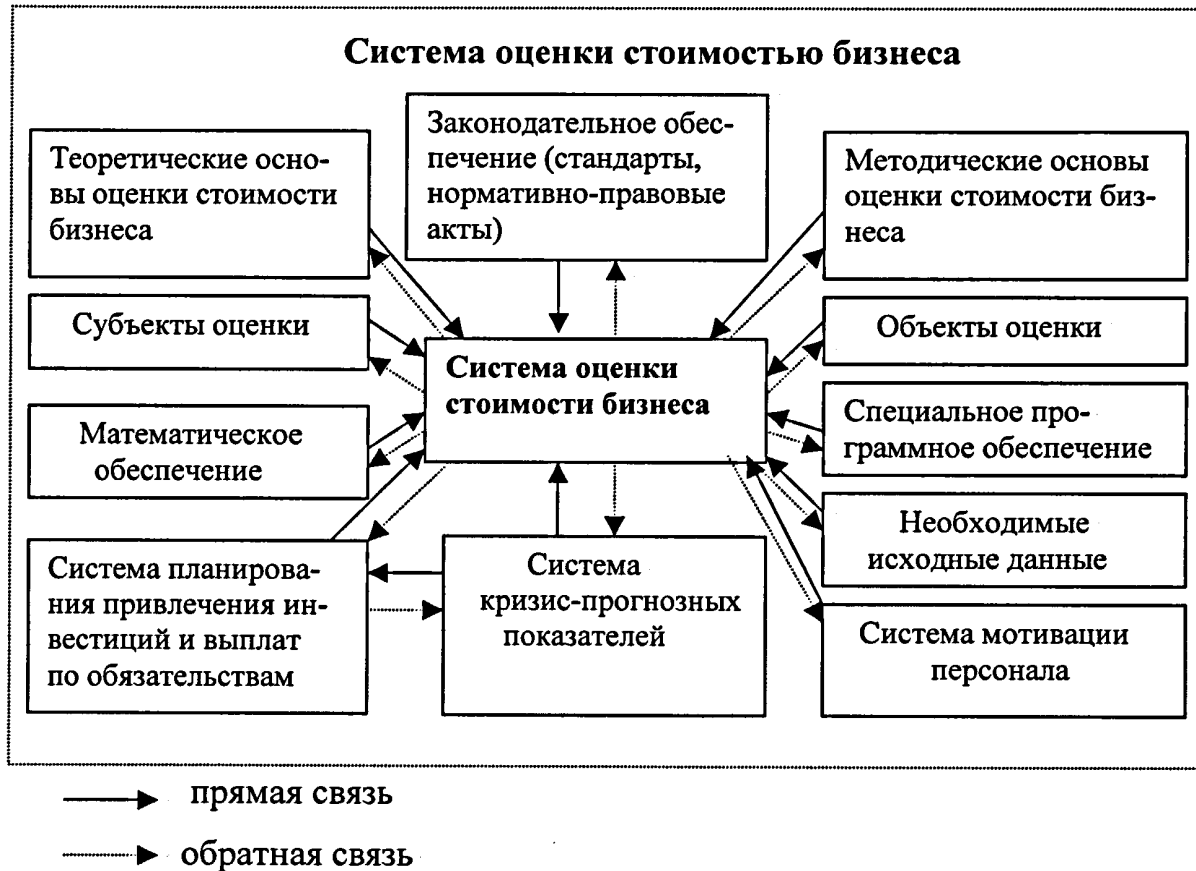 Система оценки стоимостью бизнеса
Теоретические осно-
вы оценки стоимости
бизнеса
Законодательное обес-
печение (стандарты,
нормативно-правовые
акты)
Методические основы
оценки стоимости биз-
неса
Субъекты оценки
Объекты оценки
Система оценки
стоимости бизнеса
Математическое
обеспечение
Специальное про-
граммное обеспечение
Необходимые
исходные данные
Система планирова-
ния привлечения ин-
вестиций и выплат
по обязательствам
Система
кризис-прогнозных
показателей
Система мотивации
персонала
прямая связь
обратная связь